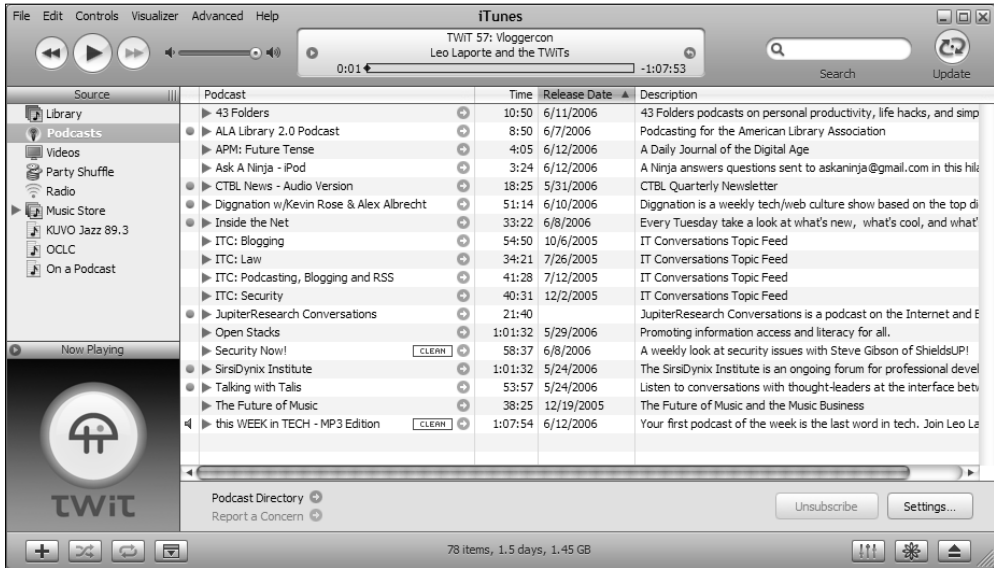 File Edit Controls Visualizer Advanced Help iTunes
TWiT 57: Vloggercon
Leo Laporte and the TWiTs
0:01 -1:07:53
Search Update
Source Podcast Time Release Date Description
Library
Podcasts
Videos
Party Shuffle
Radio
Music Store
KUVO Jazz 89.3
OCLC
On a Podcast
43 Folders 10:50 6/11/2006 43 Folders podcasts on personal productivity, life hacks, and simp
ALA Library 2.0 Podcast 8:50 6/7/2006 Podcasting for the American Library Association
APM: Future Tense 4:05 6/12/2006 A Daily Journal of the Digital Age
Ask A Ninja - iPod 3:24 6/12/2006 A Ninja answers questions sent to askaninja@gmail.com in this hila
CTBL News - Audio Version 18:25 5/31/2006 CTBL Quarterly Newsletter
Diggnation w/Kevin Rose & Alex Albrecht 51:14 6/10/2006 Diggnation is a weekly tech/web culture show based on the top di
Inside the Net 33:22 6/8/2006 Every Tuesday take a look at what's new, what's cool, and what'
ITC: Blogging 54:50 10/6/2005 IT Conversations Topic Feed
ITC: Law 34:21 7/26/2005 IT Conversations Topic Feed
ITC: Podcasting, Blogging and RSS 41:28 7/12/2005 IT Conversations Topic Feed
ITC: Security 40:31 12/2/2005 IT Conversations Topic Feed
JupiterResearch Conversations 21:40 JupiterResearch Conversations is a podcast on the Internet and E
Open Stacks 1:01:32 5/29/2006 Promoting information access and literacy for all.
Security Now! CLEAN 58:37 6/8/2006 A weekly look at security issues with Steve Gibson of ShieldsUP!
SirsiDynix Institute 1:01:32 5/24/2006 The SirsiDynix Institute is an ongoing forum for professional devel
Talking with Talis 53:57 5/24/2006 Listen to conversations with thought-leaders at the interface betw
The Future of Music 38:25 12/19/2005 The Future of Music and the Music Business
this WEEK in TECH - MP3 Edition CLEAN 1:07:54 6/12/2006 Your first podcast of the week is the last word in tech. Join Leo La
Now Playing
TWiT
Podcast Directory
Report a Concern
Unsubscribe Settings...
78 items, 1.5 days, 1.45 GB